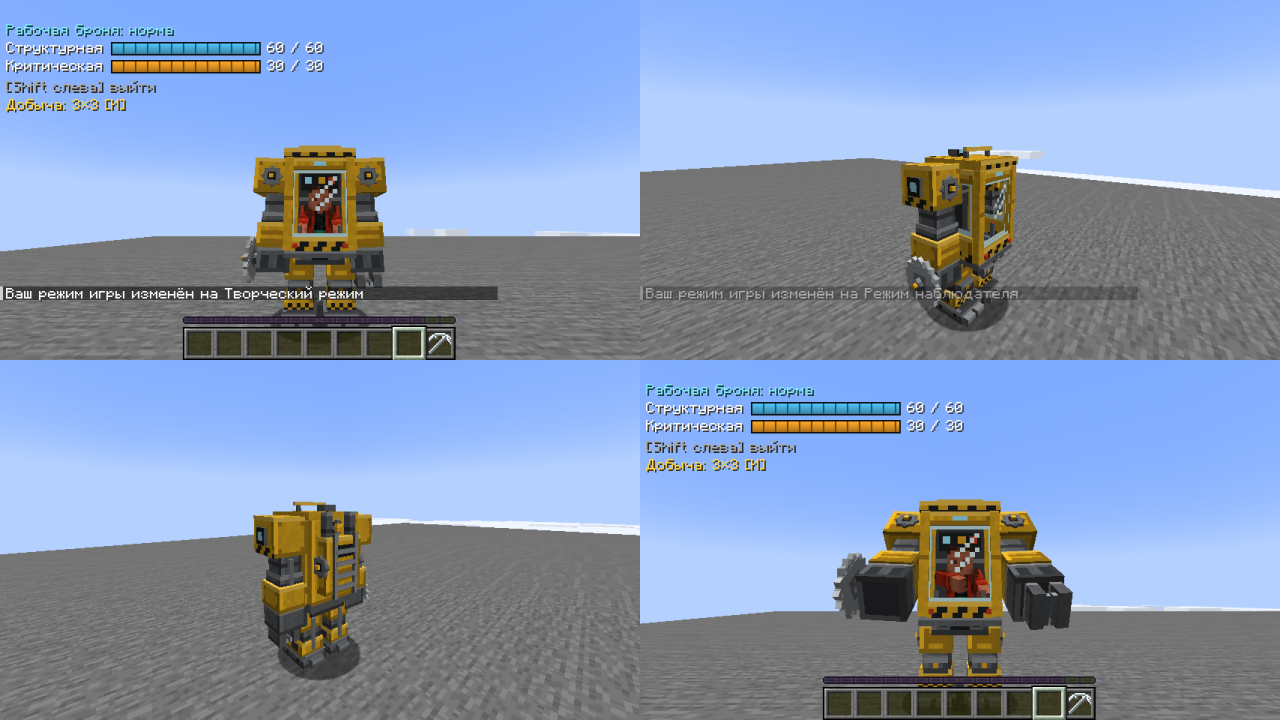 Рабочая броня: норма
Структурная 60 / 60
Критическая 30 / 30
[Shift слева] выйти
Добыча: 3×3 [M]
Ваш режим игры изменён на Творческий режим
Ваш режим игры изменён на Режим наблюдателя
Рабочая броня: норма
Структурная 60 / 60
Критическая 30 / 30
[Shift слева] выйти
Добыча: 3×3 [M]